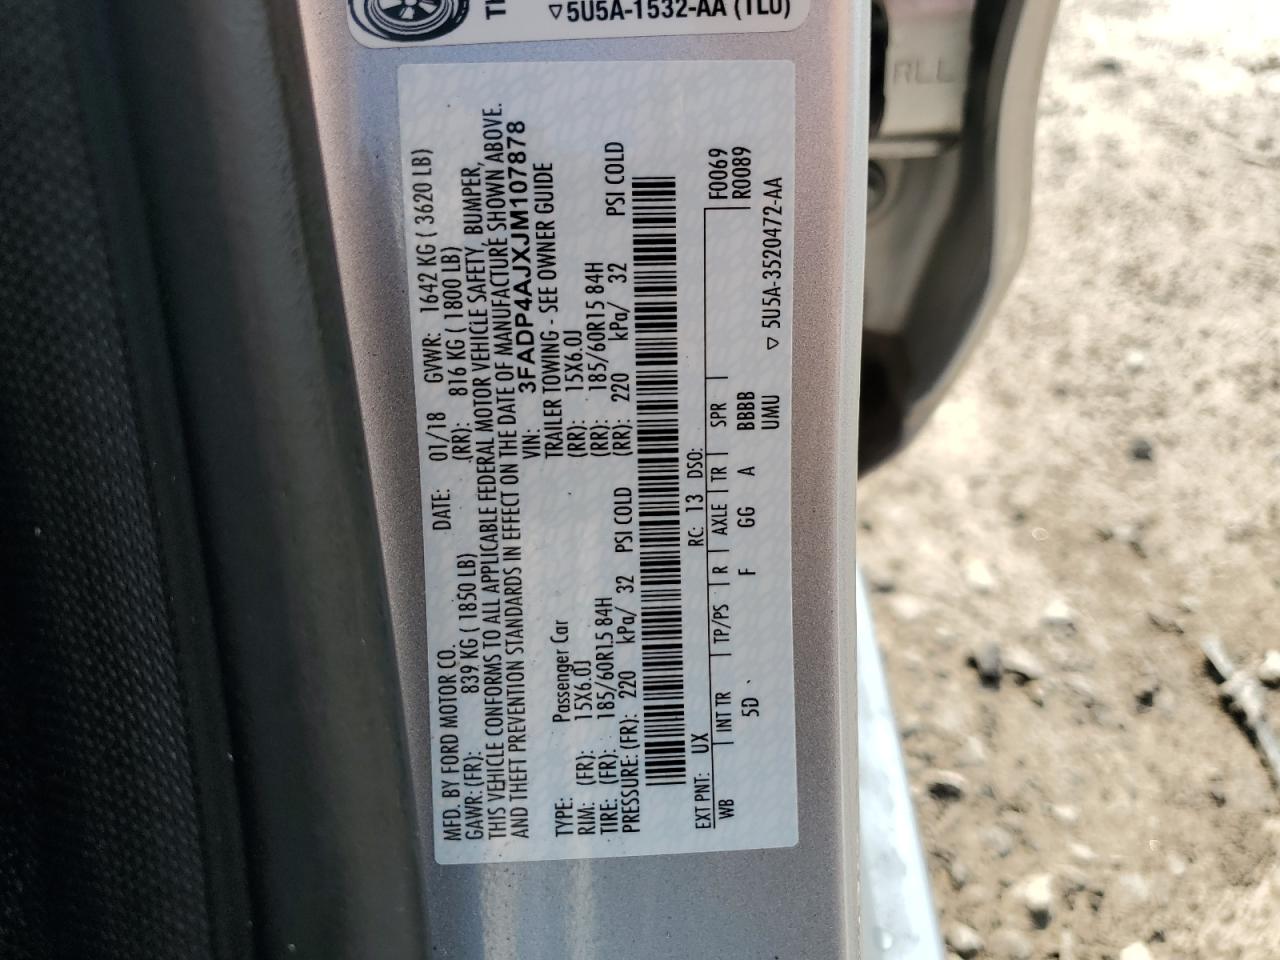 5U5A-1532-AA (TL0)
MFD. BY FORD MOTOR CO. DATE: 01/18 GVWR: 1642 KG ( 3620 LB)
GAWR: (FR): 839 KG ( 1850 LB) (RR): 816 KG ( 1800 LB)
THIS VEHICLE CONFORMS TO ALL APPLICABLE FEDERAL MOTOR VEHICLE SAFETY, BUMPER,
AND THEFT PREVENTION STANDARDS IN EFFECT ON THE DATE OF MANUFACTURE SHOWN ABOVE.
VIN: 3FADP4AJXJM107878
TYPE: Passenger Car TRAILER TOWING - SEE OWNER GUIDE
RIM: (FR): 15X6.0J (RR): 15X6.0J
TIRE: (FR): 185/60R15 84H (RR): 185/60R15 84H
PRESSURE: (FR): 220 kPa/ 32 PSI COLD (RR): 220 kPa/ 32 PSI COLD
EXT PNT: UX RC: 13 DSO:
WB INT TR TP/PS R AXLE TR SPR F0069
5D F GG A BBBB R0089
UMU ▽ 5U5A-3520472-AA